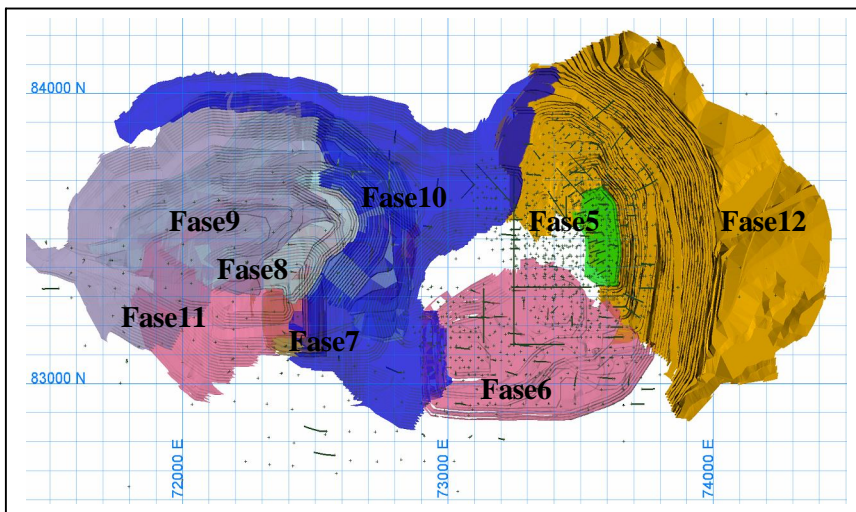 84000 N
Fase10
Fase9
Fase5
Fase12
Fase8
Fase11
Fase7
83000 N
Fase6
72000 E
73000 E
74000 E